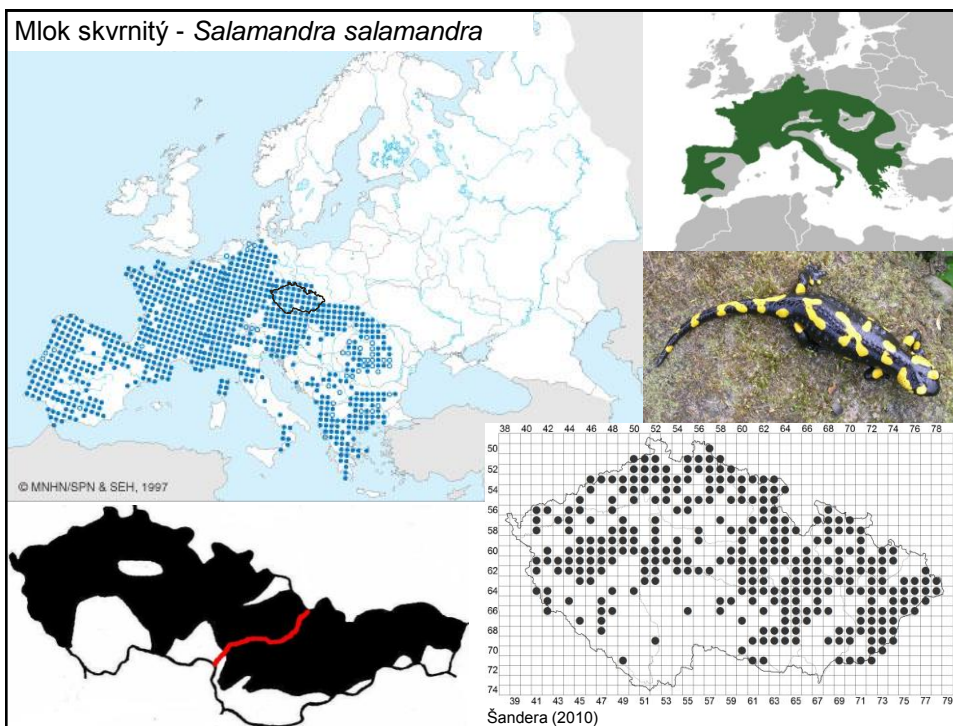 Mlok skvrnitý - Salamandra salamandra
© MNHN/SPN & SEH, 1997
38 40 42 44 46 48 50 52 54 56 58 60 62 64 66 68 70 72 74 76 78
50
52
54
56
58
60
62
64
66
68
70
72
74
39 41 43 45 47 49 51 53 55 57 59 61 63 65 67 69 71 73 75 77 79
Šandera (2010)